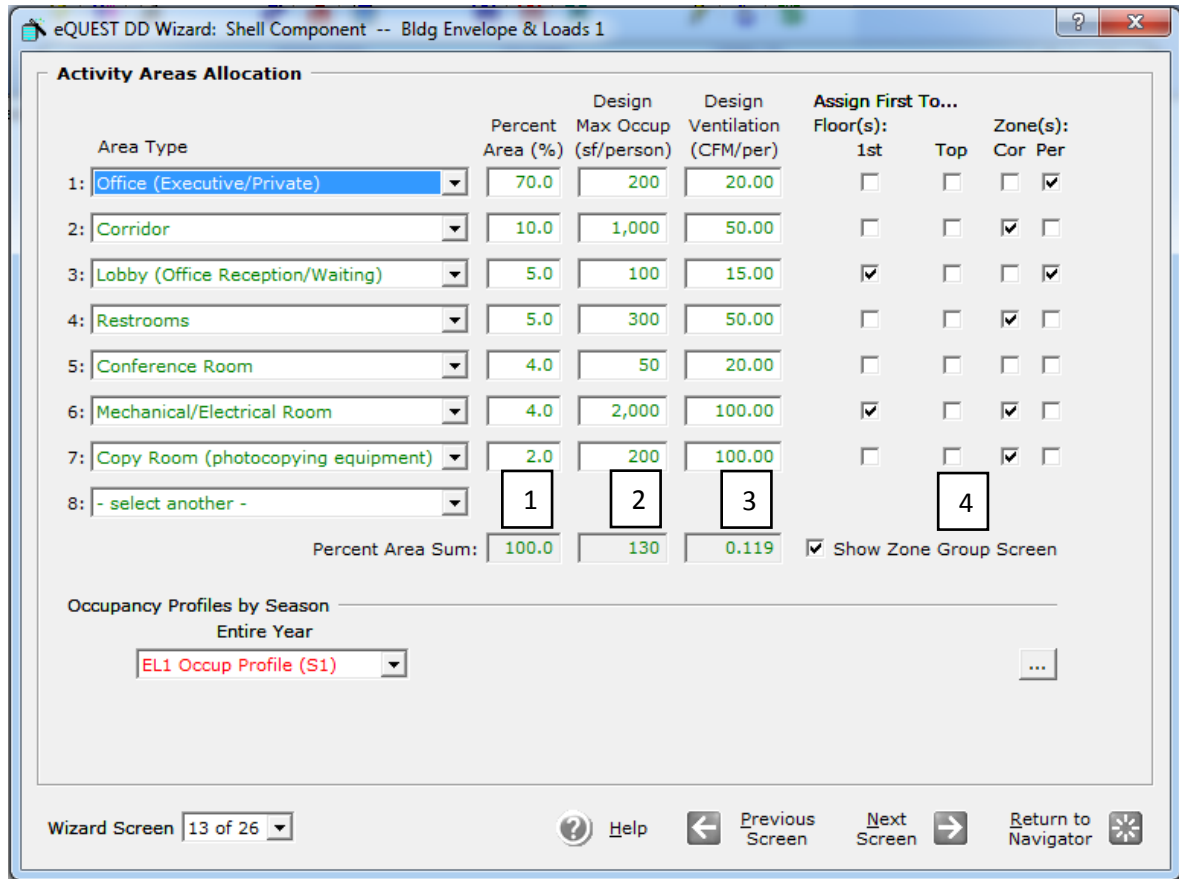 eQUEST DD Wizard: Shell Component -- Bldg Envelope & Loads 1
Activity Areas Allocation
Design Design Assign First To...
Percent Max Occup Ventilation Floor(s): Zone(s):
Area Type Area (%) (sf/person) (CFM/per) 1st Top Cor Per
1: Office (Executive/Private) 70.0 200 20.00
2: Corridor 10.0 1,000 50.00
3: Lobby (Office Reception/Waiting) 5.0 100 15.00
4: Restrooms 5.0 300 50.00
5: Conference Room 4.0 50 20.00
6: Mechanical/Electrical Room 4.0 2,000 100.00
7: Copy Room (photocopying equipment) 2.0 200 100.00
8: - select another - 1 2 3 4
Percent Area Sum: 100.0 130 0.119 Show Zone Group Screen
Occupancy Profiles by Season
Entire Year
EL1 Occup Profile (S1) ...
Wizard Screen 13 of 26 Help Previous Screen Next Screen Return to Navigator